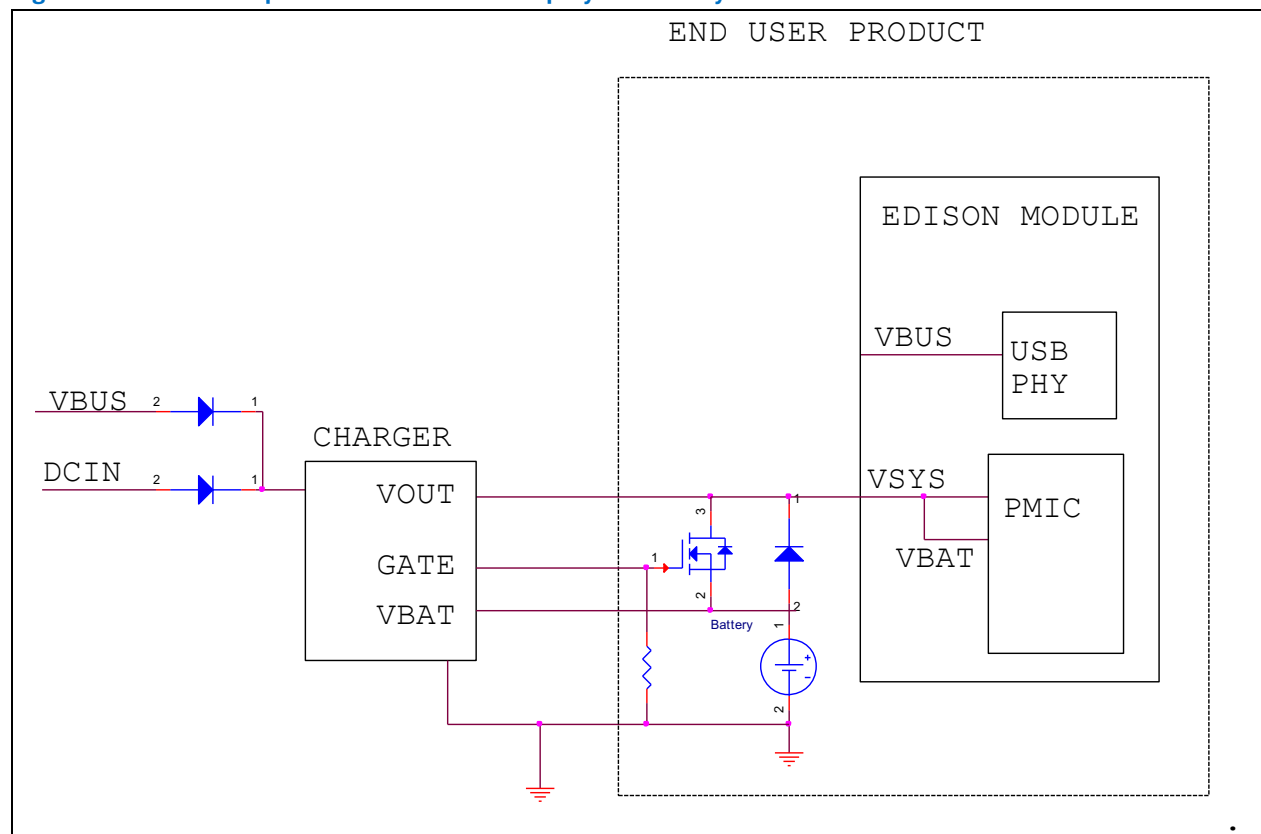 END USER PRODUCT
EDISON MODULE
VBUS
USB
PHY
VBUS
2
1
DCIN
2
1
CHARGER
VOUT
GATE
VBAT
3
1
2
1
2
Battery
1
+
-
2
VSYS
VBAT
PMIC
.